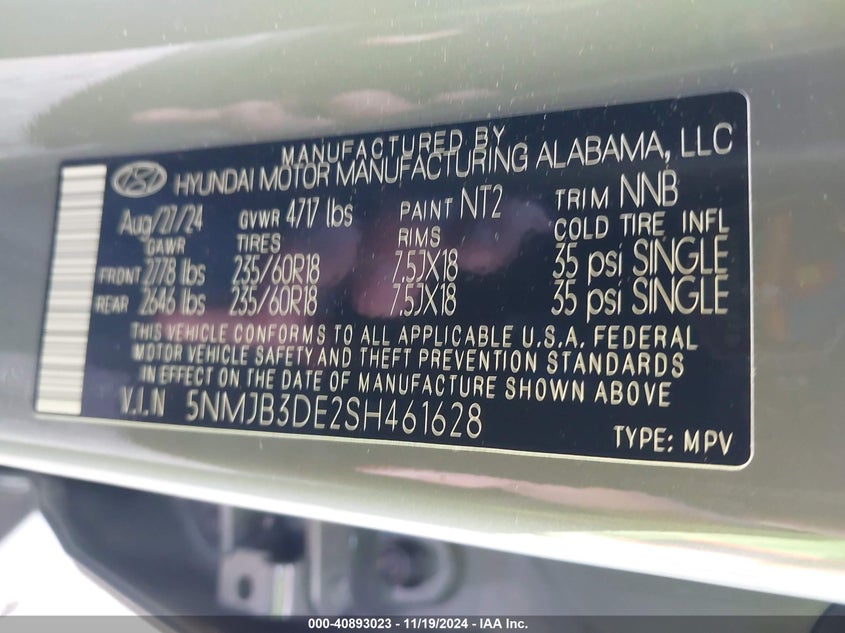 MANUFACTURED BY
HYUNDAI MOTOR MANUFACTURING ALABAMA, LLC
Aug/27/24 GVWR 4717 lbs PAINT NT2 TRIM NNB
GAWR TIRES RIMS COLD TIRE INFL
FRONT 2778 lbs 235/60R18 7.5JX18 35 psi SINGLE
REAR 2646 lbs 235/60R18 7.5JX18 35 psi SINGLE
THIS VEHICLE CONFORMS TO ALL APPLICABLE U.S.A. FEDERAL
MOTOR VEHICLE SAFETY AND THEFT PREVENTION STANDARDS
IN EFFECT ON THE DATE OF MANUFACTURE SHOWN ABOVE
V.I.N 5NMJB3DE2SH461628 TYPE: MPV
000-40893023 - 11/19/2024 - IAA Inc.